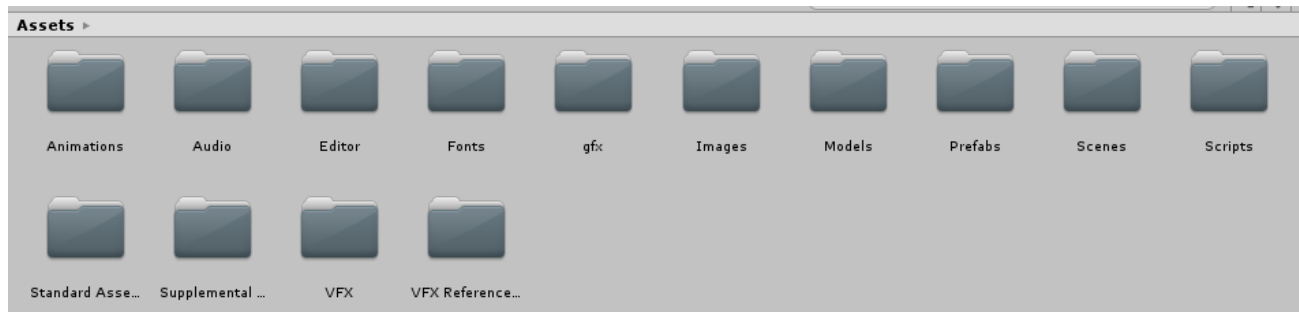 Assets ▸
Animations Audio Editor Fonts gfx Images Models Prefabs Scenes Scripts
Standard Asse... Supplemental ... VFX VFX Reference...